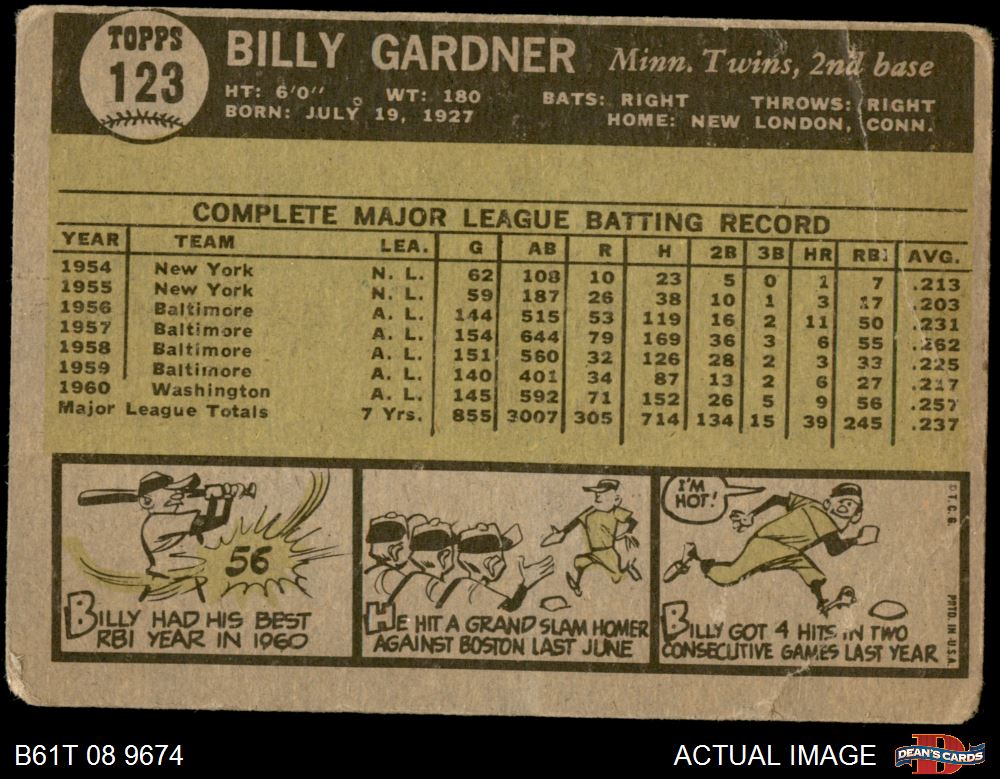 TOPPS
123
BILLY GARDNER Minn. Twins, 2nd base
HT: 6'0" WT: 180 BATS: RIGHT THROWS: RIGHT
BORN: JULY 19, 1927 HOME: NEW LONDON, CONN.
COMPLETE MAJOR LEAGUE BATTING RECORD
YEAR TEAM LEA. G AB R H 2B 3B HR RBI AVG.
1954 New York N. L. 62 108 10 23 5 0 1 7 .213
1955 New York N. L. 59 187 26 38 10 1 3 17 .203
1956 Baltimore A. L. 144 515 53 119 16 2 11 50 .231
1957 Baltimore A. L. 154 644 79 169 36 3 6 55 .262
1958 Baltimore A. L. 151 560 32 126 28 2 3 33 .225
1959 Baltimore A. L. 140 401 34 87 13 2 6 27 .217
1960 Washington A. L. 145 592 71 152 26 5 9 56 .257
Major League Totals 7 Yrs. 855 3007 305 714 134 15 39 245 .237
56
BILLY HAD HIS BEST
RBI YEAR IN 1960
HE HIT A GRAND SLAM HOMER
AGAINST BOSTON LAST JUNE
I'M
HOT!
BILLY GOT 4 HITS IN TWO
CONSECUTIVE GAMES LAST YEAR
© T. C. G.
PRTD. IN U.S.A.
B61T 08 9674
ACTUAL IMAGE
DEAN'S CARDS